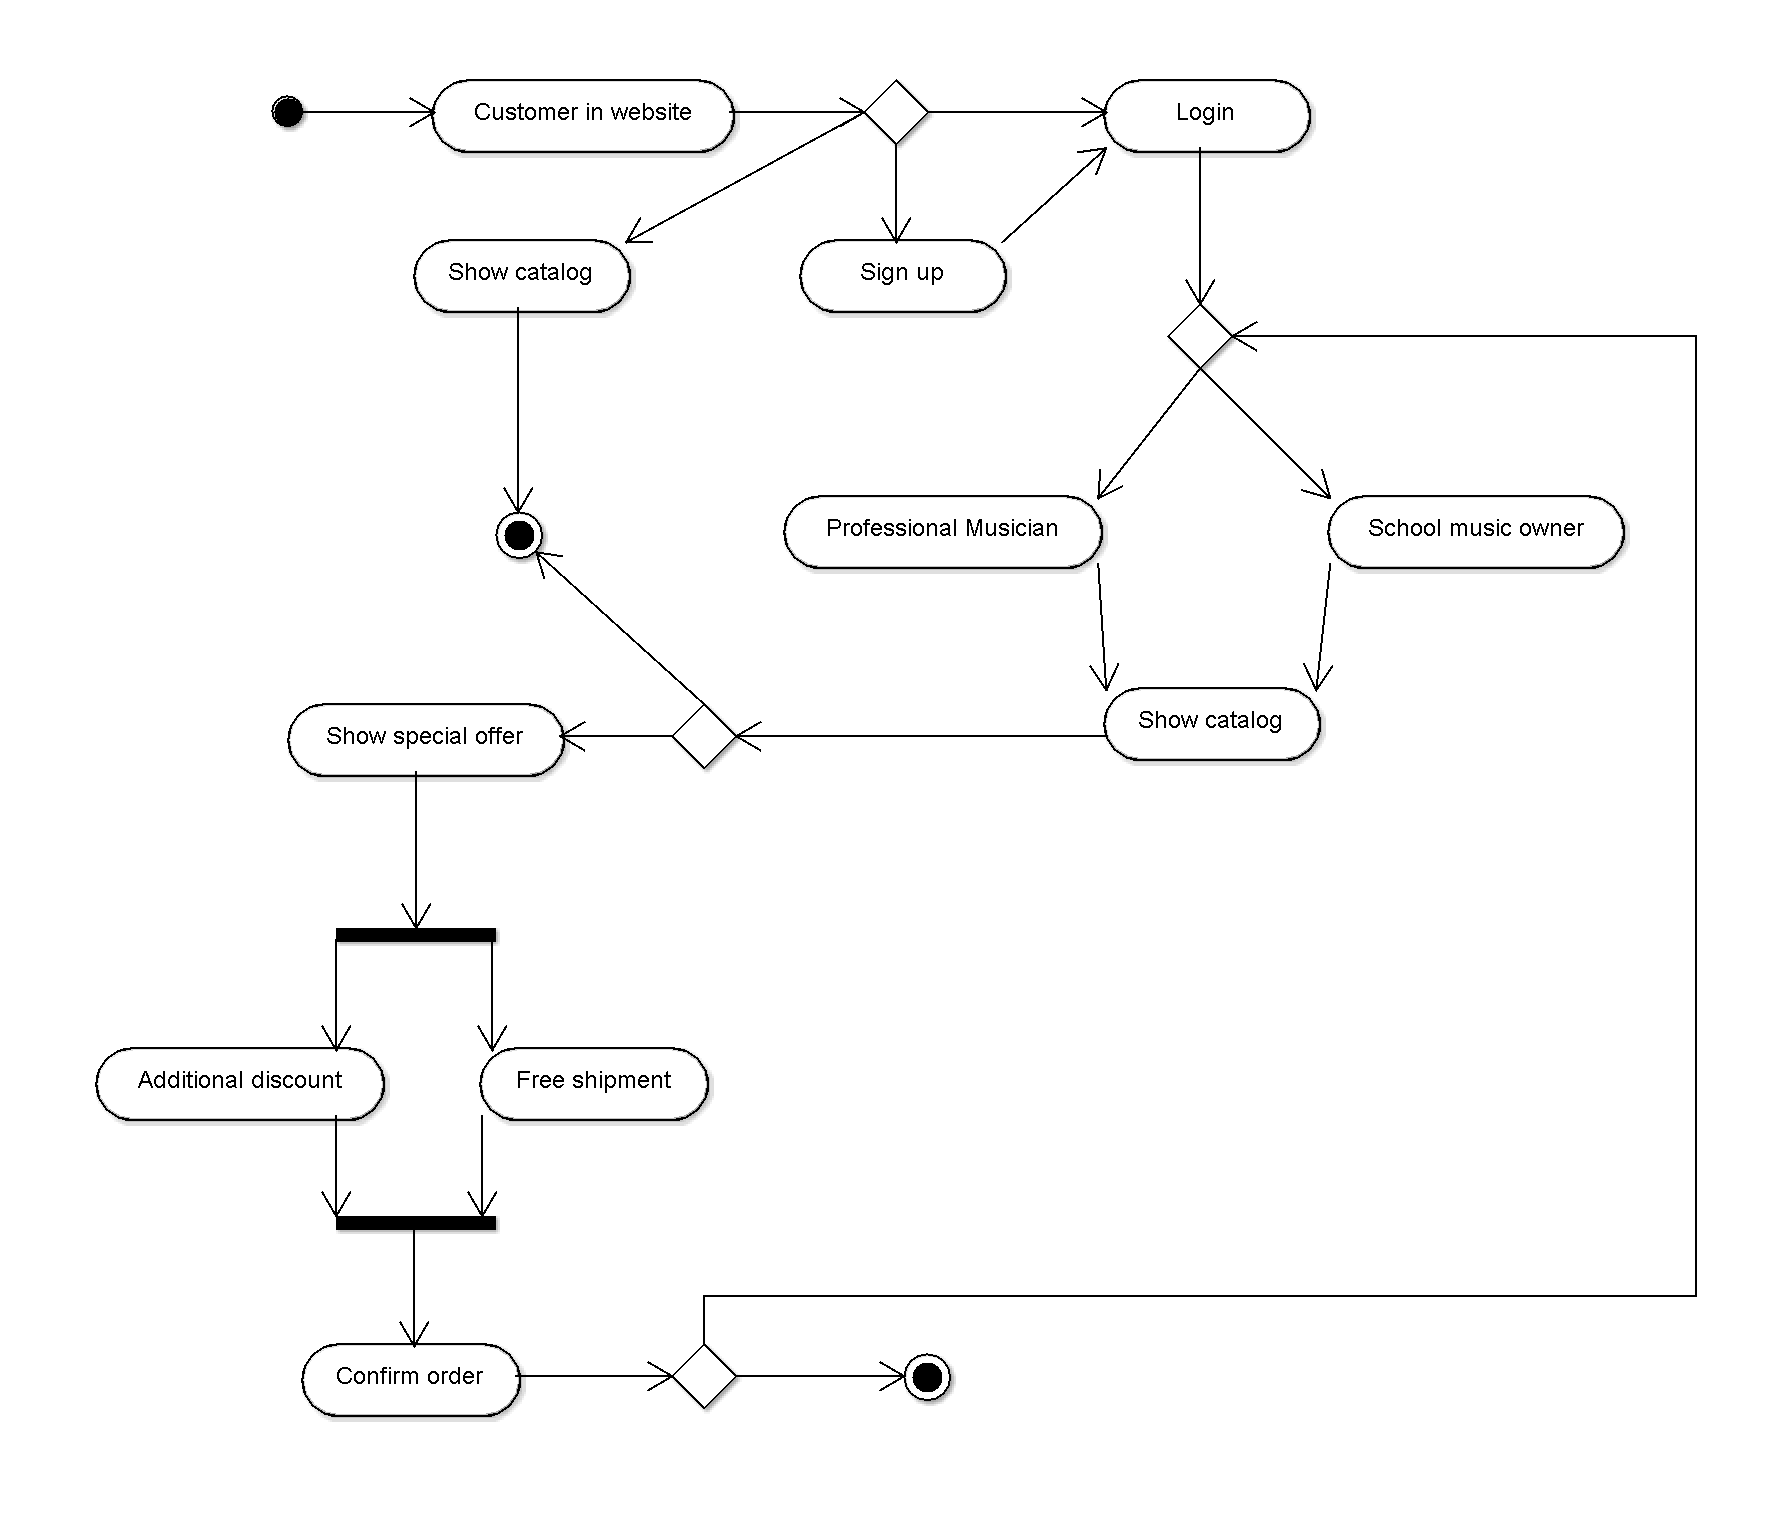 Customer in website
Login
Show catalog
Sign up
Professional Musician
School music owner
Show special offer
Show catalog
Additional discount
Free shipment
Confirm order